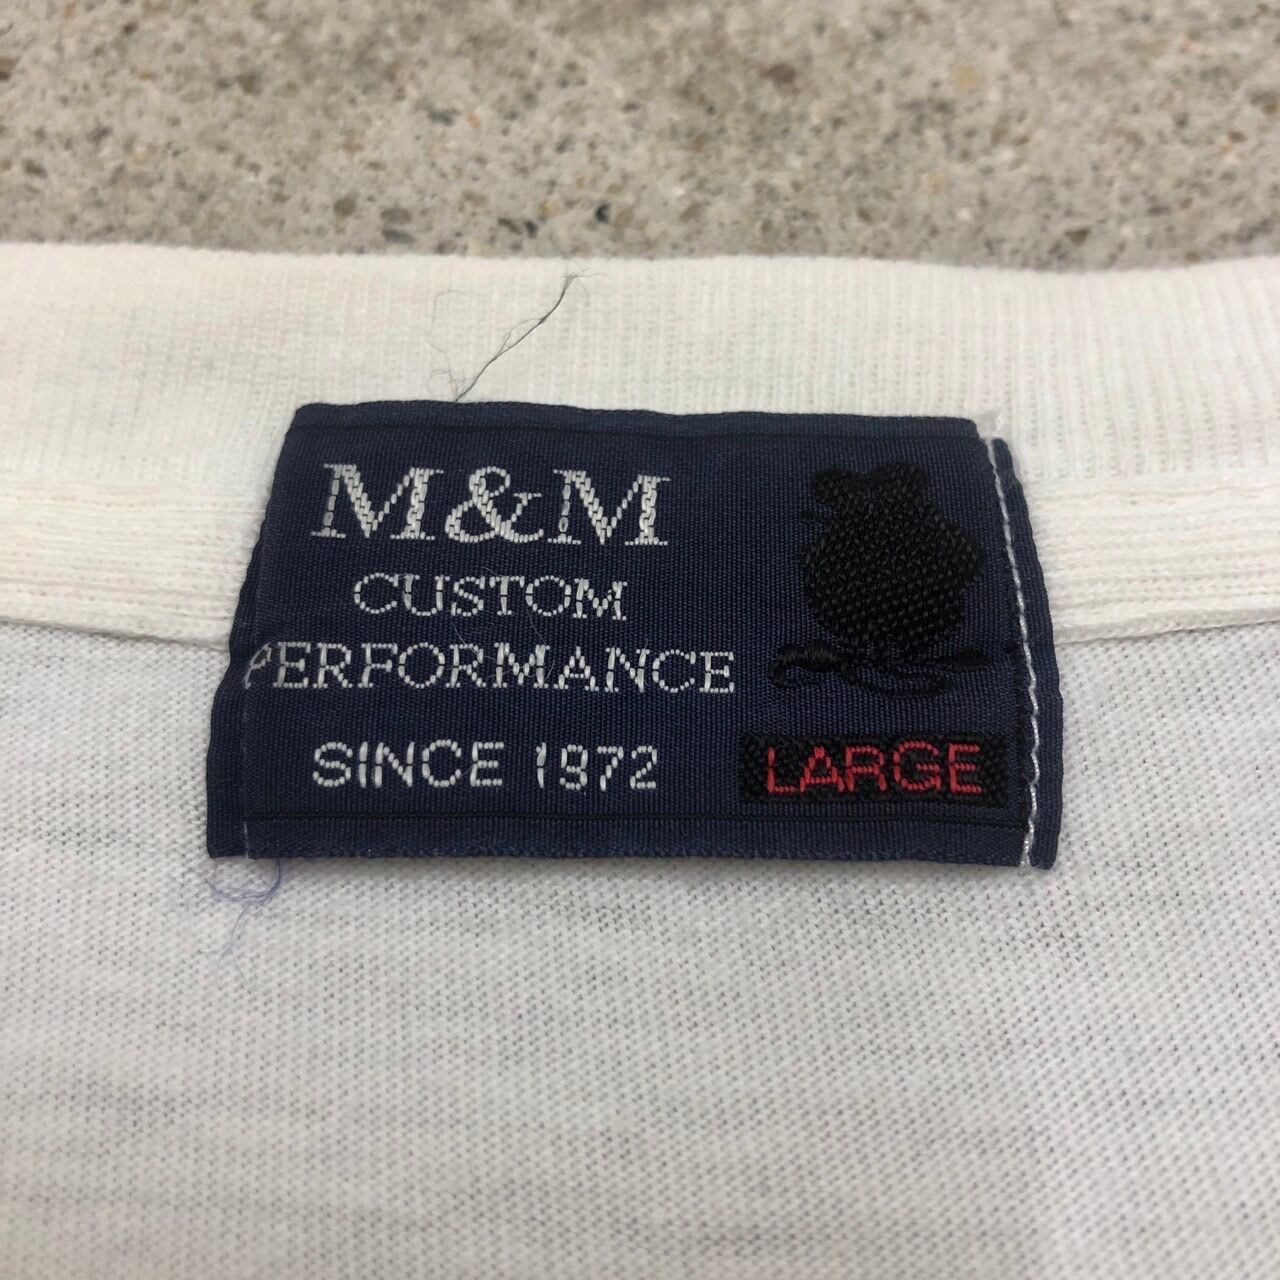 M&M
CUSTOM
PERFORMANCE
SINCE 1972
LARGE